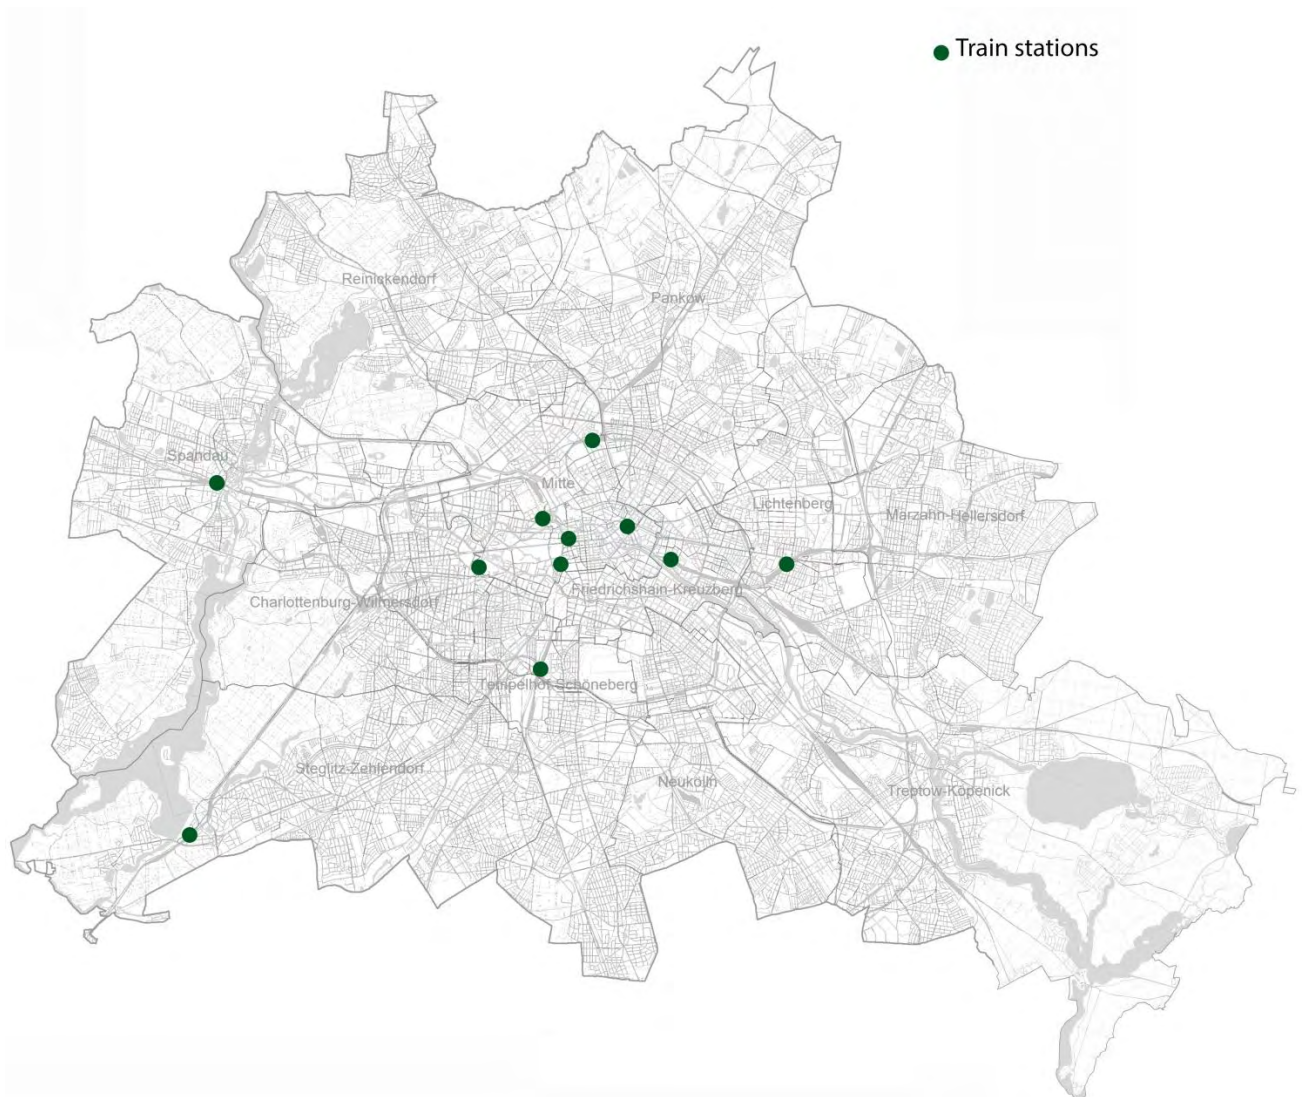 Train stations
Reinickendorf
Pankow
Spandau
Mitte
Lichtenberg
Marzahn-Hellersdorf
Charlottenburg-Wilmersdorf
Friedrichshain-Kreuzberg
Tempelhof-Schöneberg
Steglitz-Zehlendorf
Neukölln
Treptow-Köpenick